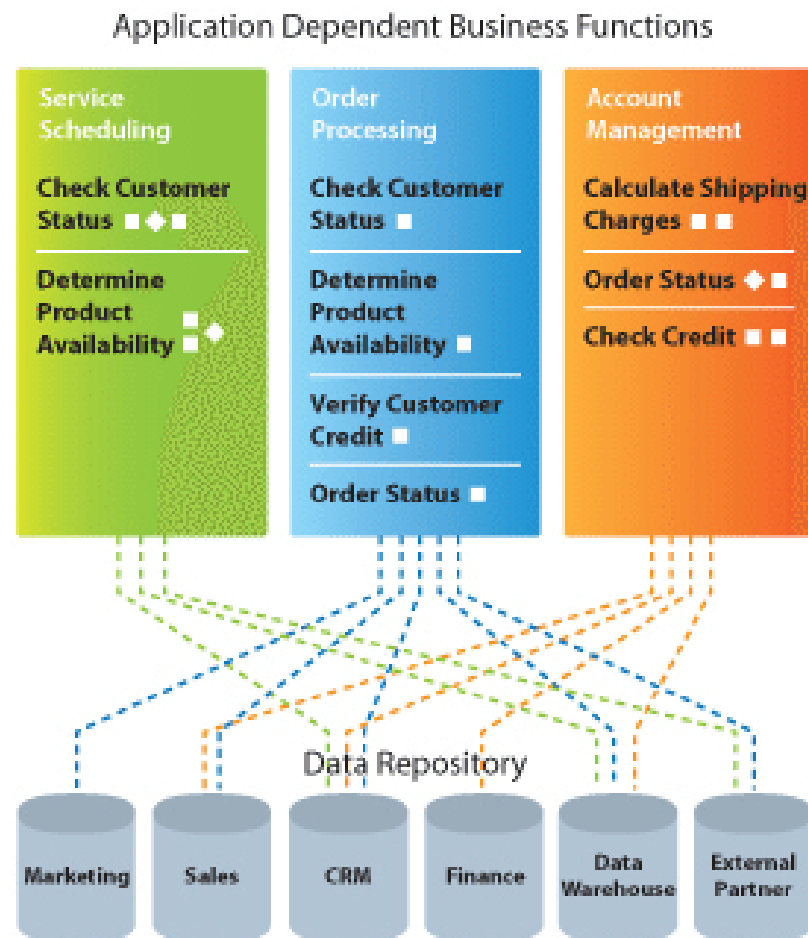 Application Dependent Business Functions
Service
Scheduling
Check Customer
Status
Determine
Product
Availability
Order
Processing
Check Customer
Status
Determine
Product
Availability
Verify Customer
Credit
Order Status
Account
Management
Calculate Shipping
Charges
Order Status
Check Credit
Data Repository
Marketing
Sales
CRM
Finance
Data
Warehouse
External
Partner